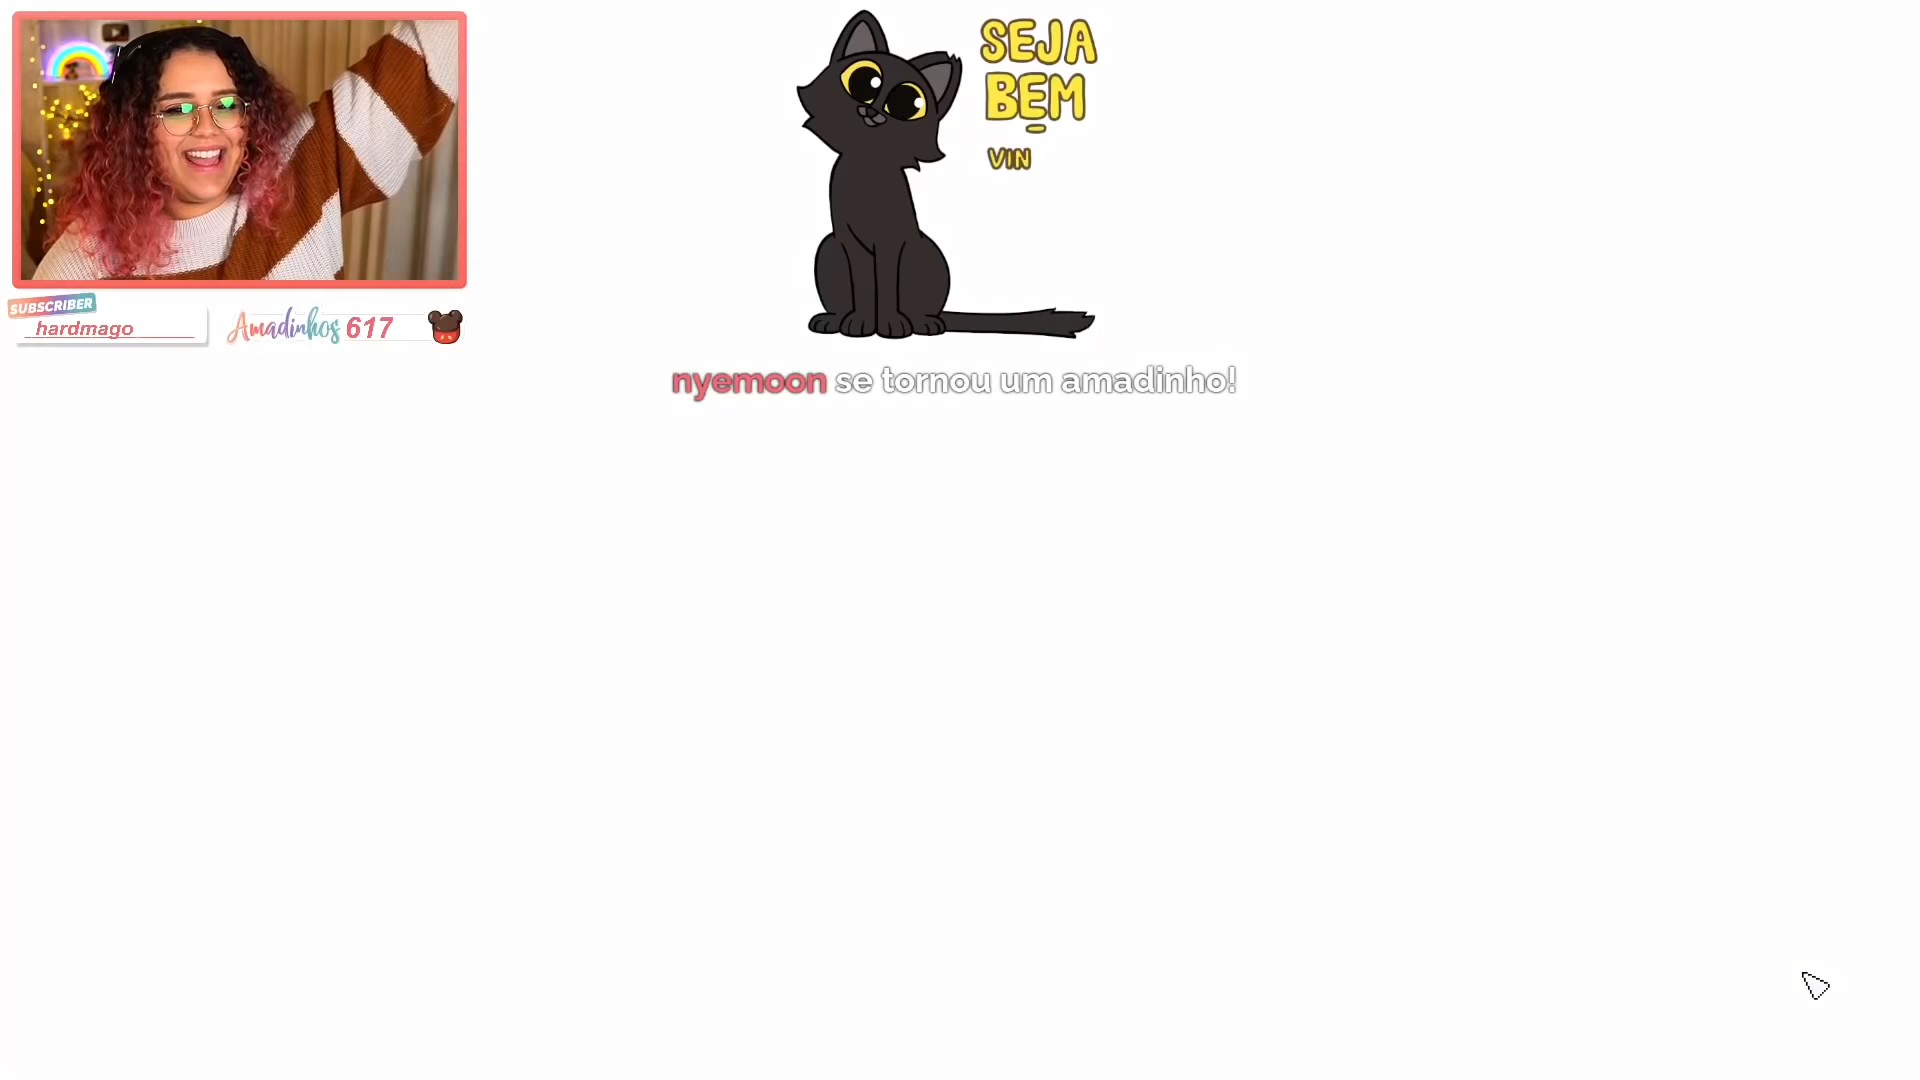 SEJA
BEM
VIN
SUBSCRIBER
hardmago
Amadinhos 617
nyemoon se tornou um amadinho!